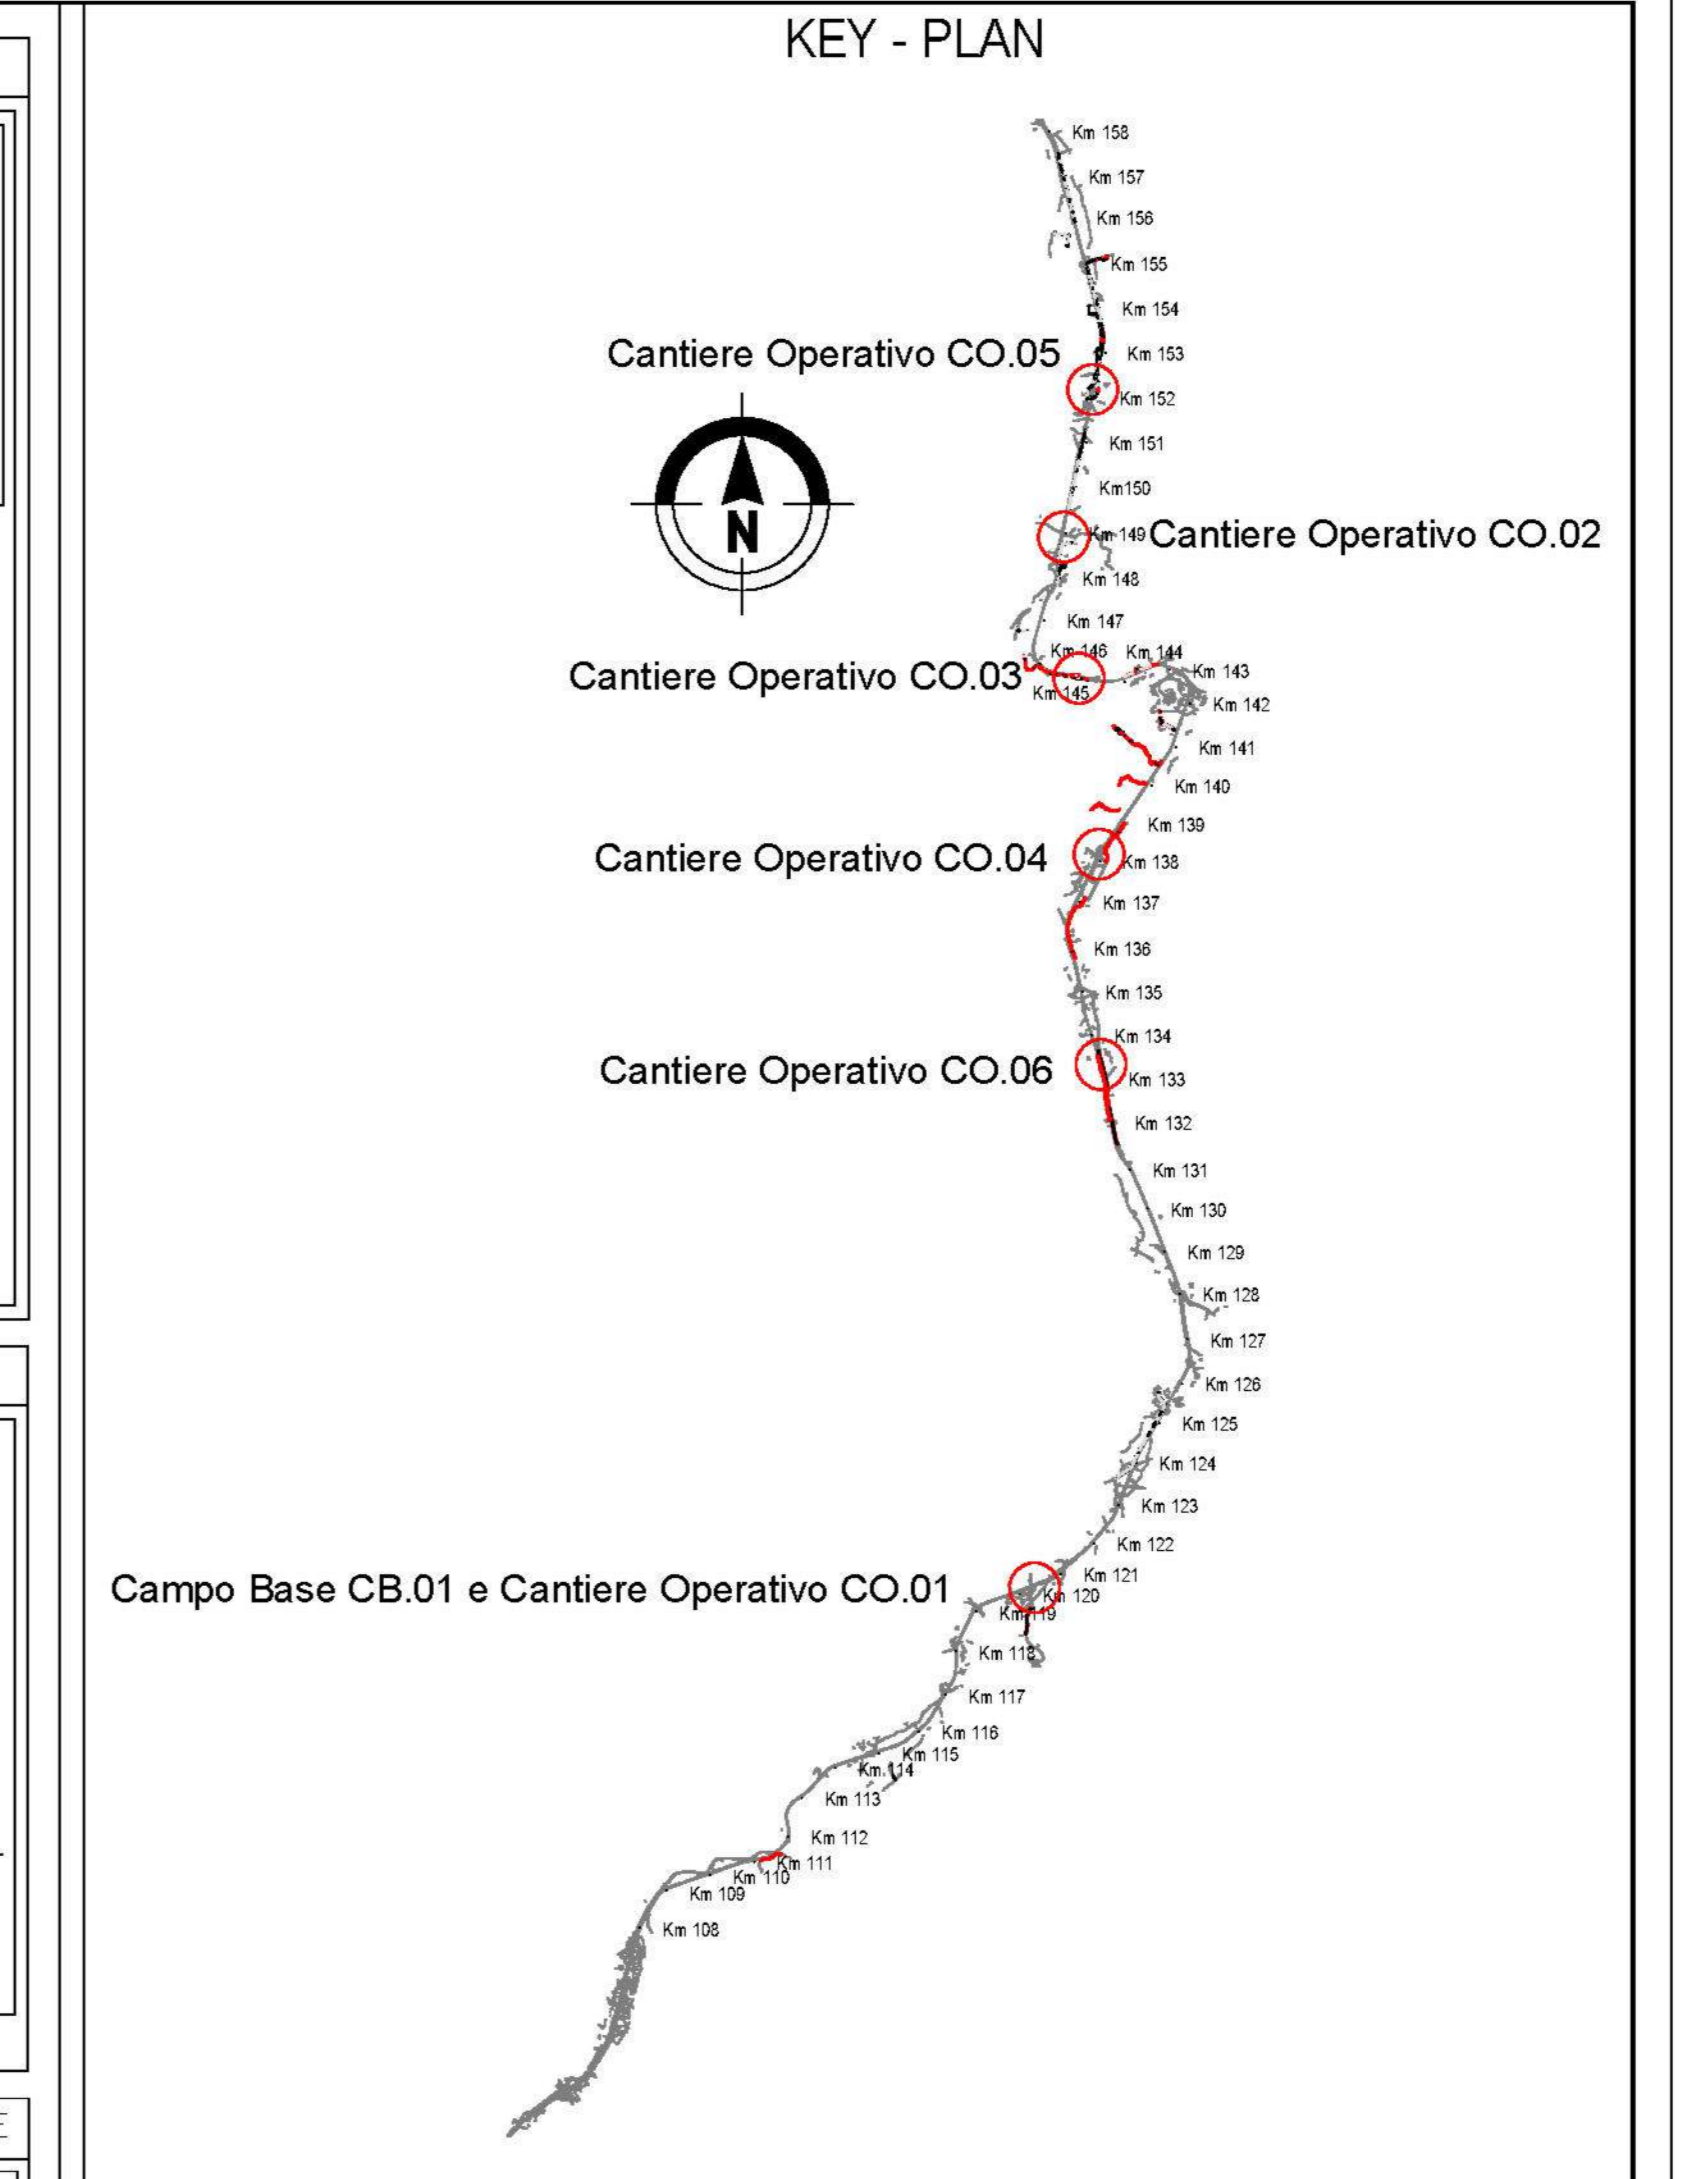 KEY - PLAN
Km 158
Km 157
Km 156
Km 155
Km 154
Cantiere Operativo CO.05
Km 153
Km 152
Km 151
Km150
N
Km 149
Cantiere Operativo CO.02
Km 148
Km 147
Km 146
Km 144
Km 143
Cantiere Operativo CO.03
Km 145
Km 142
Km 141
Km 140
Km 139
Cantiere Operativo CO.04
Km 138
Km 137
Km 136
Km 135
Km 134
Cantiere Operativo CO.06
Km 133
Km 132
Km 131
Km 130
Km 129
Km 128
Km 127
Km 126
Km 125
Km 124
Km 123
Km 122
Km 121
Campo Base CB.01 e Cantiere Operativo CO.01
Km 120
Km 119
Km 118
Km 117
Km 116
Km 115
Km 114
Km 113
Km 112
Km 111
Km 110
Km 109
Km 108